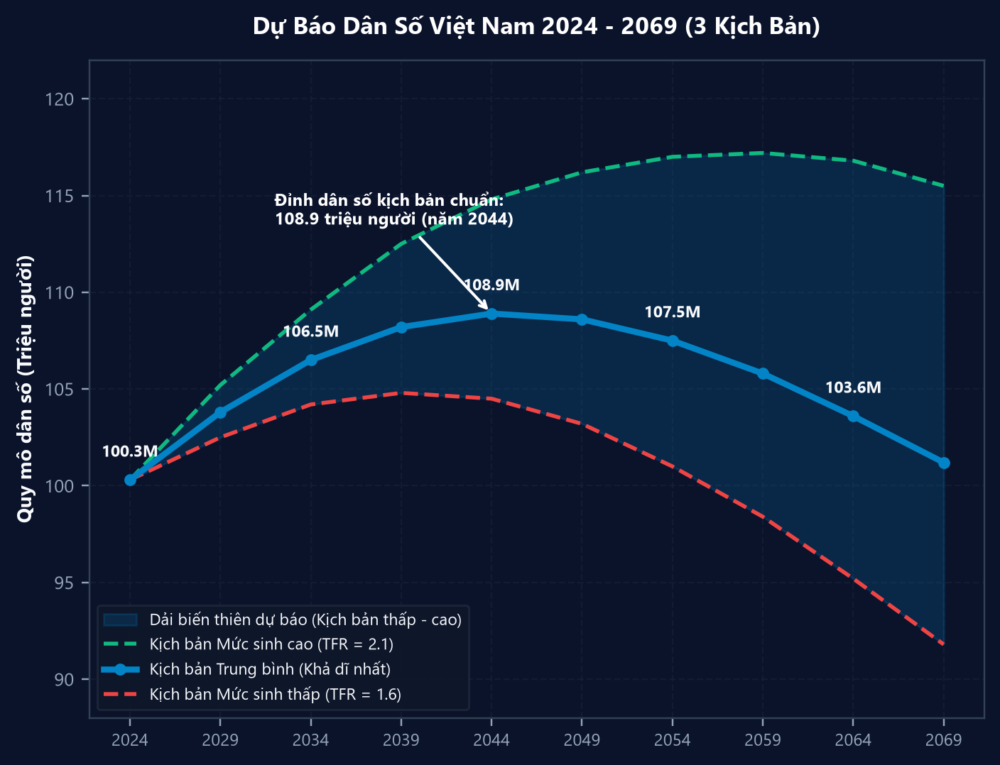 Dự Báo Dân Số Việt Nam 2024 - 2069 (3 Kịch Bản)
Quy mô dân số (Triệu người)
120
115
110
105
100
95
90
Đỉnh dân số kịch bản chuẩn:
108.9 triệu người (năm 2044)
100.3M
106.5M
108.9M
107.5M
103.6M
Dải biến thiên dự báo (Kịch bản thấp - cao)
Kịch bản Mức sinh cao (TFR = 2.1)
Kịch bản Trung bình (Khả dĩ nhất)
Kịch bản Mức sinh thấp (TFR = 1.6)
2024 2029 2034 2039 2044 2049 2054 2059 2064 2069